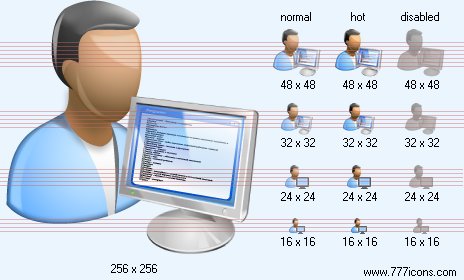 normal hot disabled
48 x 48 48 x 48 48 x 48
32 x 32 32 x 32 32 x 32
24 x 24 24 x 24 24 x 24
16 x 16 16 x 16 16 x 16
256 x 256
www.777icons.com